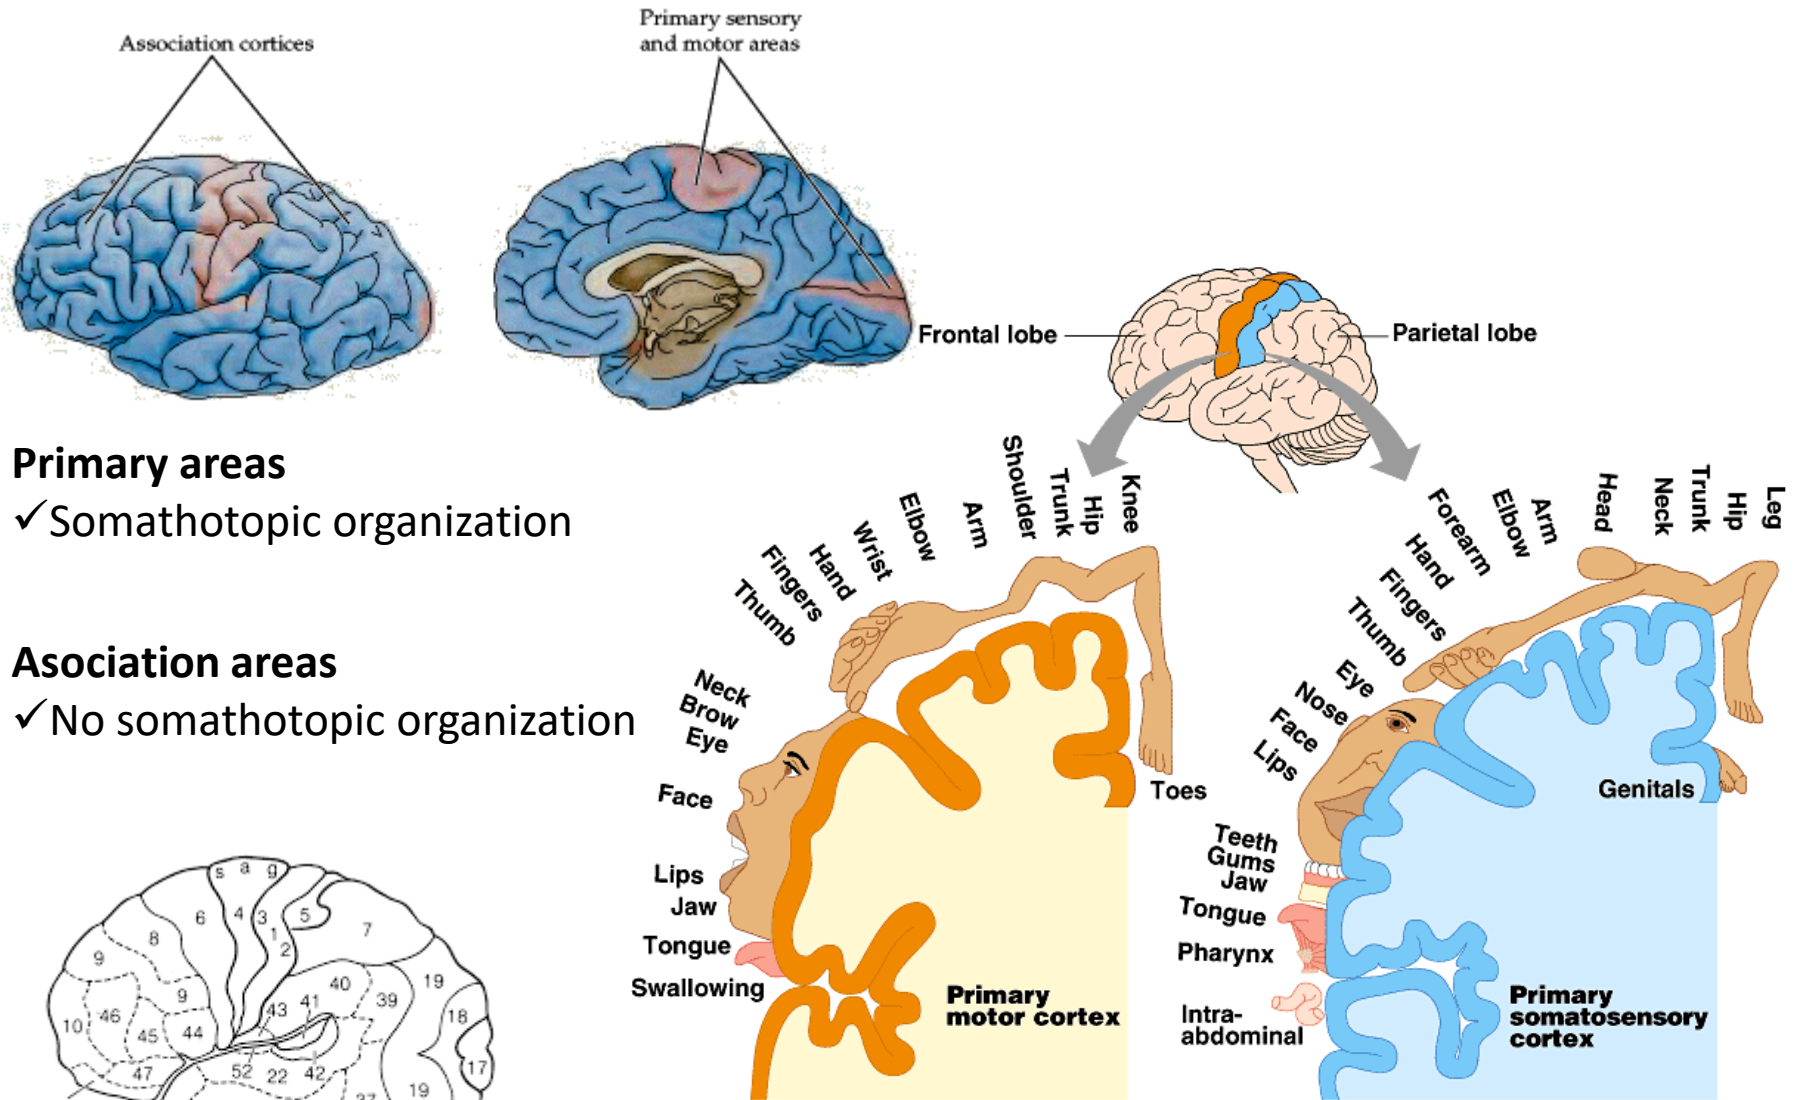 Association cortices
Primary sensory
and motor areas
Frontal lobe
Parietal lobe
Primary areas
✓Somathotopic organization
Asociation areas
✓No somathotopic organization
Shoulder
Trunk
Hip
Knee
Arm
Elbow
Wrist
Hand
Fingers
Thumb
Neck
Brow
Eye
Face
Lips
Jaw
Tongue
Swallowing
Toes
Primary
motor cortex
Leg
Hip
Trunk
Neck
Head
Arm
Elbow
Forearm
Hand
Fingers
Thumb
Eye
Nose
Face
Lips
Teeth
Gums
Jaw
Tongue
Pharynx
Intra-
abdominal
Genitals
Primary
somatosensory
cortex
s a g
6 4 3 5 7
8 1
9 2
40 19
9 43 41 39
10 46 45 44 18
47 52 22 42 17
19